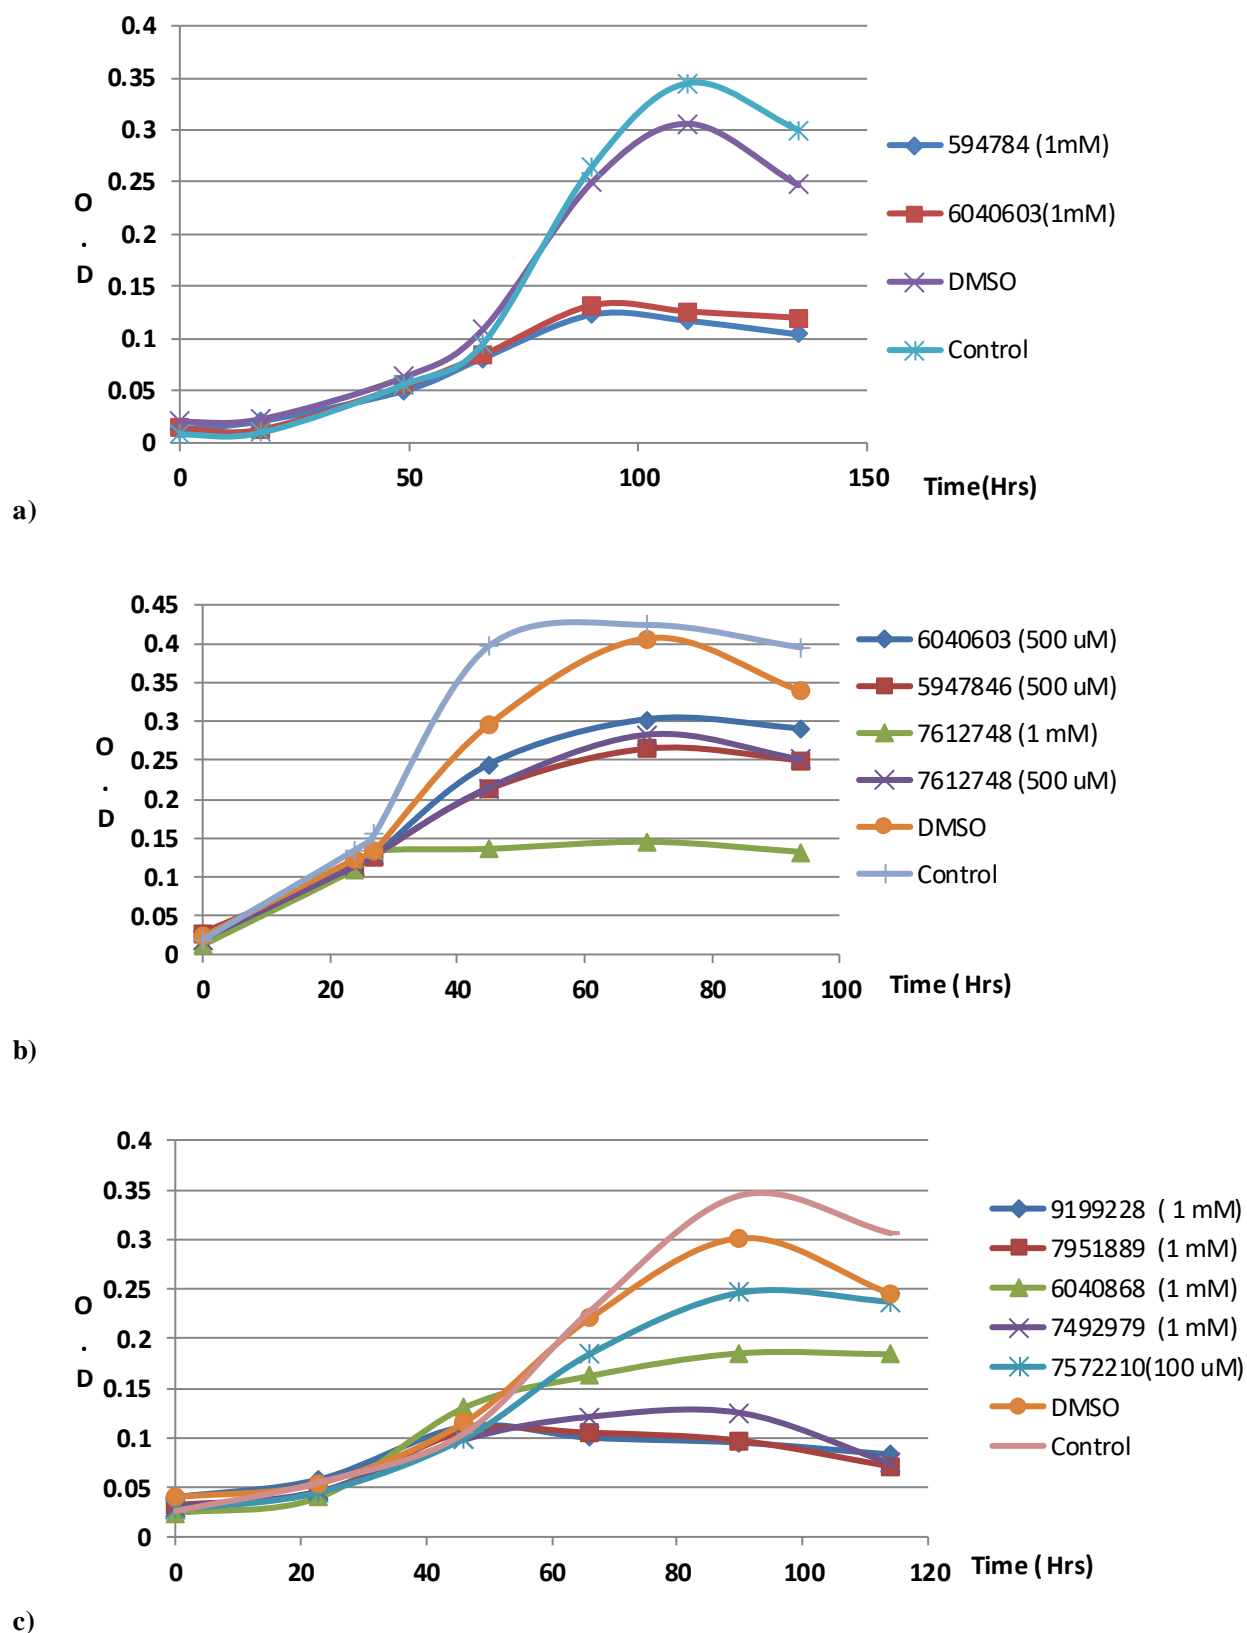 0.4
0.35
0.3
0.25
0.2
0.15
0.1
0.05
0
O
.
D
0 50 100 150
Time(Hrs)
594784 (1mM)
6040603(1mM)
DMSO
Control
a)
0.45
0.4
0.35
0.3
0.25
0.2
0.15
0.1
0.05
0
O
.
D
0 20 40 60 80 100
Time ( Hrs)
6040603 (500 uM)
5947846 (500 uM)
7612748 (1 mM)
7612748 (500 uM)
DMSO
Control
b)
0.4
0.35
0.3
0.25
0.2
0.15
0.1
0.05
0
O
.
D
0 20 40 60 80 100 120
Time ( Hrs)
9199228 ( 1 mM)
7951889 (1 mM)
6040868 (1 mM)
7492979 (1 mM)
7572210(100 uM)
DMSO
Control
c)